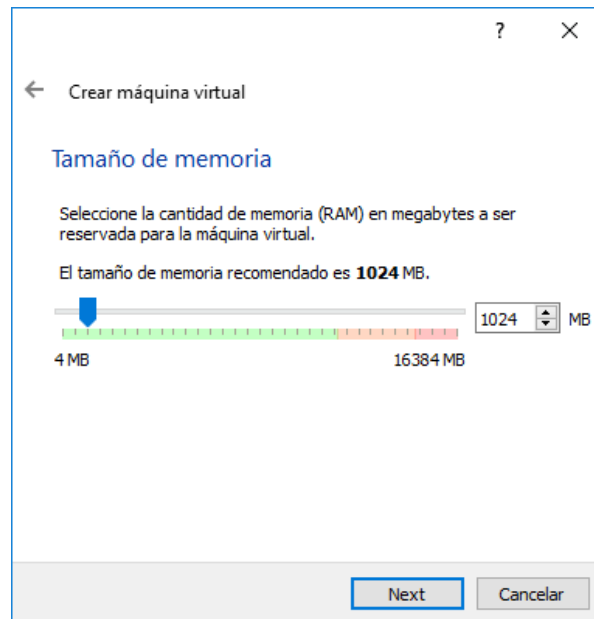 ?
Crear máquina virtual
Tamaño de memoria
Seleccione la cantidad de memoria (RAM) en megabytes a ser
reservada para la máquina virtual.
El tamaño de memoria recomendado es 1024 MB.
1024 MB
4 MB 16384 MB
Next Cancelar